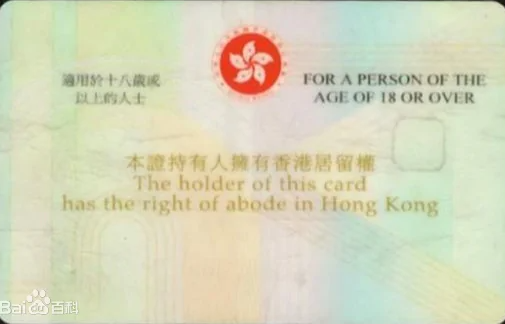 適用於十八歲或
以上的人士
FOR A PERSON OF THE
AGE OF 18 OR OVER
本證持有人擁有香港居留權
The holder of this card
has the right of abode in Hong Kong
Bai百科